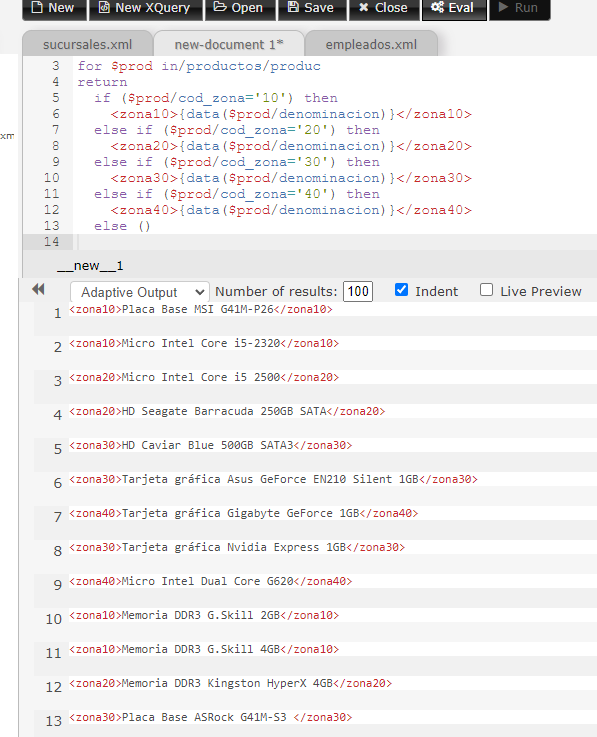 New New XQuery Open Save Close Eval Run
sucursales.xml new-document 1* empleados.xml
3 for $prod in/productos/produc
4 return
5 if ($prod/cod_zona='10') then
xm
6 <zona10>{data($prod/denominacion)}</zona10>
7 else if ($prod/cod_zona='20') then
8 <zona20>{data($prod/denominacion)}</zona20>
9 else if ($prod/cod_zona='30') then
10 <zona30>{data($prod/denominacion)}</zona30>
11 else if ($prod/cod_zona='40') then
12 <zona40>{data($prod/denominacion)}</zona40>
13 else ()
14
__new__1
Adaptive Output Number of results: 100 Indent Live Preview
1 <zona10>Placa Base MSI G41M-P26</zona10>
2 <zona10>Micro Intel Core i5-2320</zona10>
3 <zona20>Micro Intel Core i5 2500</zona20>
4 <zona20>HD Seagate Barracuda 250GB SATA</zona20>
5 <zona30>HD Caviar Blue 500GB SATA3</zona30>
6 <zona30>Tarjeta gráfica Asus GeForce EN210 Silent 1GB</zona30>
7 <zona40>Tarjeta gráfica Gigabyte GeForce 1GB</zona40>
8 <zona30>Tarjeta gráfica Nvidia Express 1GB</zona30>
9 <zona40>Micro Intel Dual Core G620</zona40>
10 <zona10>Memoria DDR3 G.Skill 2GB</zona10>
11 <zona10>Memoria DDR3 G.Skill 4GB</zona10>
12 <zona20>Memoria DDR3 Kingston HyperX 4GB</zona20>
13 <zona30>Placa Base ASRock G41M-S3 </zona30>